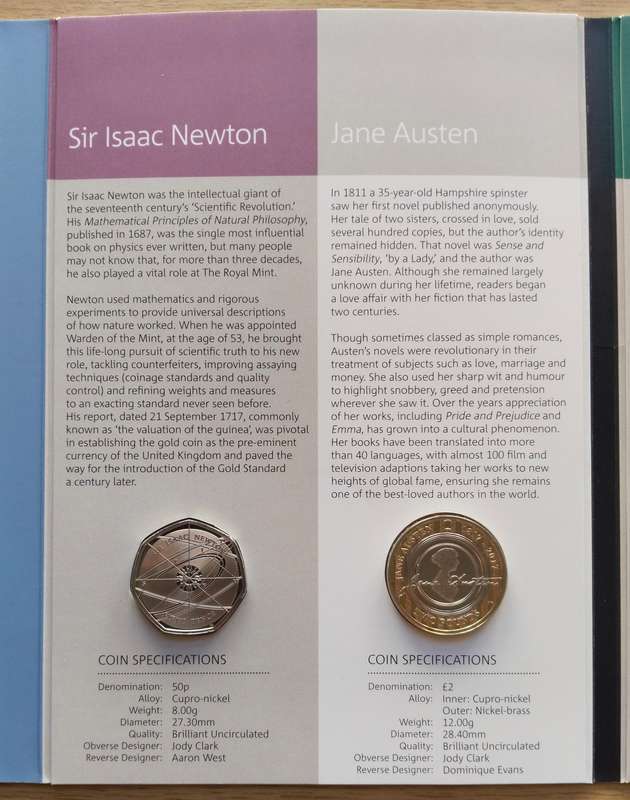 Sir Isaac Newton
Sir Isaac Newton was the intellectual giant of
the seventeenth century's 'Scientific Revolution.'
His Mathematical Principles of Natural Philosophy,
published in 1687, was the single most influential
book on physics ever written, but many people
may not know that, for more than three decades,
he also played a vital role at The Royal Mint.
Newton used mathematics and rigorous
experiments to provide universal descriptions
of how nature worked. When he was appointed
Warden of the Mint, at the age of 53, he brought
this life-long pursuit of scientific truth to his new
role, tackling counterfeiters, improving assaying
techniques (coinage standards and quality
control) and refining weights and measures
to an exacting standard never seen before.
His report, dated 21 September 1717, commonly
known as 'the valuation of the guinea', was pivotal
in establishing the gold coin as the pre-eminent
currency of the United Kingdom and paved the
way for the introduction of the Gold Standard
a century later.
ISAAC NEWTON
COIN SPECIFICATIONS
Denomination: 50p
Alloy: Cupro-nickel
Weight: 8.00g
Diameter: 27.30mm
Quality: Brilliant Uncirculated
Obverse Designer: Jody Clark
Reverse Designer: Aaron West
Jane Austen
In 1811 a 35-year-old Hampshire spinster
saw her first novel published anonymously.
Her tale of two sisters, crossed in love, sold
several hundred copies, but the author's identity
remained hidden. That novel was Sense and
Sensibility, 'by a Lady,' and the author was
Jane Austen. Although she remained largely
unknown during her lifetime, readers began
a love affair with her fiction that has lasted
two centuries.
Though sometimes classed as simple romances,
Austen's novels were revolutionary in their
treatment of subjects such as love, marriage and
money. She also used her sharp wit and humour
to highlight snobbery, greed and pretension
wherever she saw it. Over the years appreciation
of her works, including Pride and Prejudice and
Emma, has grown into a cultural phenomenon.
Her books have been translated into more
than 40 languages, with almost 100 film and
television adaptions taking her works to new
heights of global fame, ensuring she remains
one of the best-loved authors in the world.
JANE AUSTEN 1817 2017
Jane Austen
TWO POUNDS
COIN SPECIFICATIONS
Denomination: £2
Alloy: Inner: Cupro-nickel
Outer: Nickel-brass
Weight: 12.00g
Diameter: 28.40mm
Quality: Brilliant Uncirculated
Obverse Designer: Jody Clark
Reverse Designer: Dominique Evans